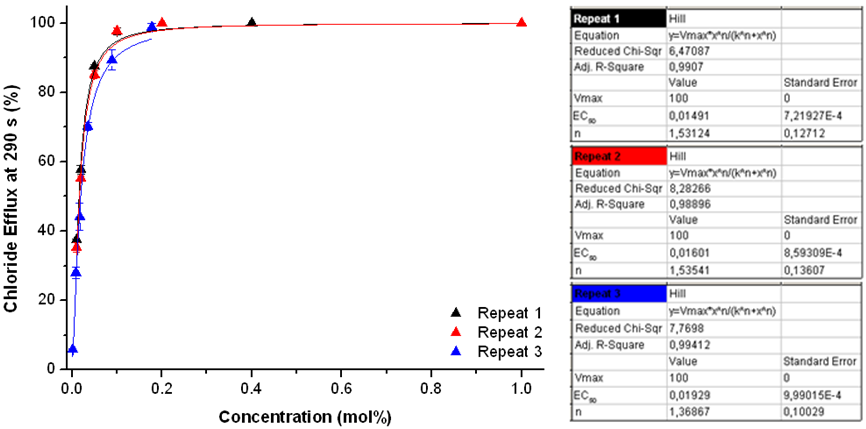 Chloride Efflux at 290 s (%)
100
80
60
40
20
0
0.0 0.2 0.4 0.6 0.8 1.0
Concentration (mol%)
Repeat 1
Repeat 2
Repeat 3
Repeat 1 Hill
Equation y=Vmax*x^n/(k^n+x^n)
Reduced Chi-Sqr 6,47087
Adj. R-Square 0,9907
Value Standard Error
Vmax 100 0
EC50 0,01491 7,21927E-4
n 1,53124 0,12712
Repeat 2 Hill
Equation y=Vmax*x^n/(k^n+x^n)
Reduced Chi-Sqr 8,28266
Adj. R-Square 0,98896
Value Standard Error
Vmax 100 0
EC50 0,01601 8,59309E-4
n 1,53541 0,13607
Repeat 3 Hill
Equation y=Vmax*x^n/(k^n+x^n)
Reduced Chi-Sqr 7,7698
Adj. R-Square 0,99412
Value Standard Error
Vmax 100 0
EC50 0,01929 9,99015E-4
n 1,36867 0,10029